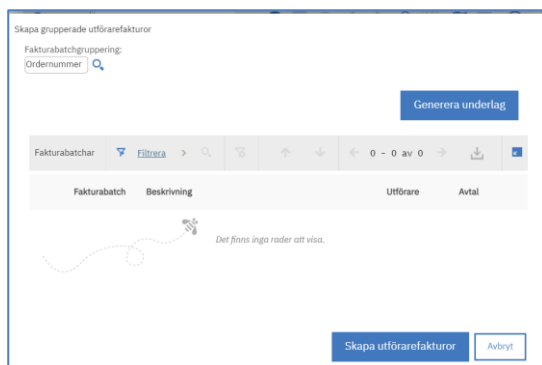 Skapa grupperade utförarefakturor
Fakturabatchgruppering:
Ordernummer
Generera underlag
Fakturabatchar Filtrera 0 - 0 av 0
Fakturabatch Beskrivning Utförare Avtal
Det finns inga rader att visa.
Skapa utförarefakturor Avbryt